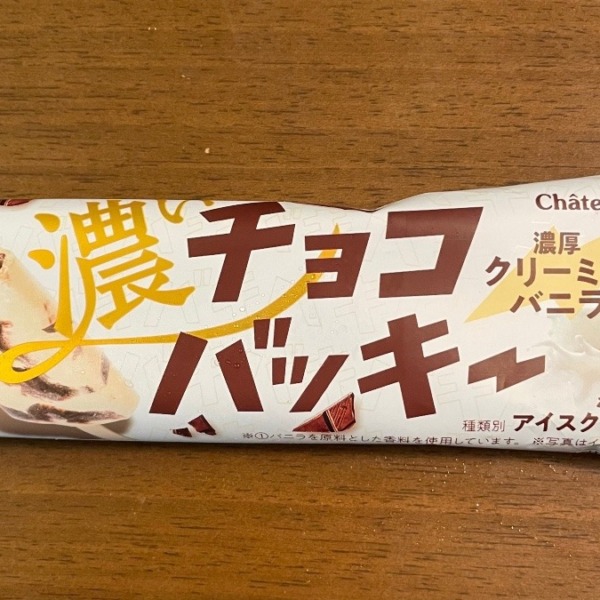 Châte
濃い
チョコ
バッキー
濃厚
クリーミ
バニラ
種類別 アイスク
※①バニラを原料とした香料を使用しています。 ※写真はイ